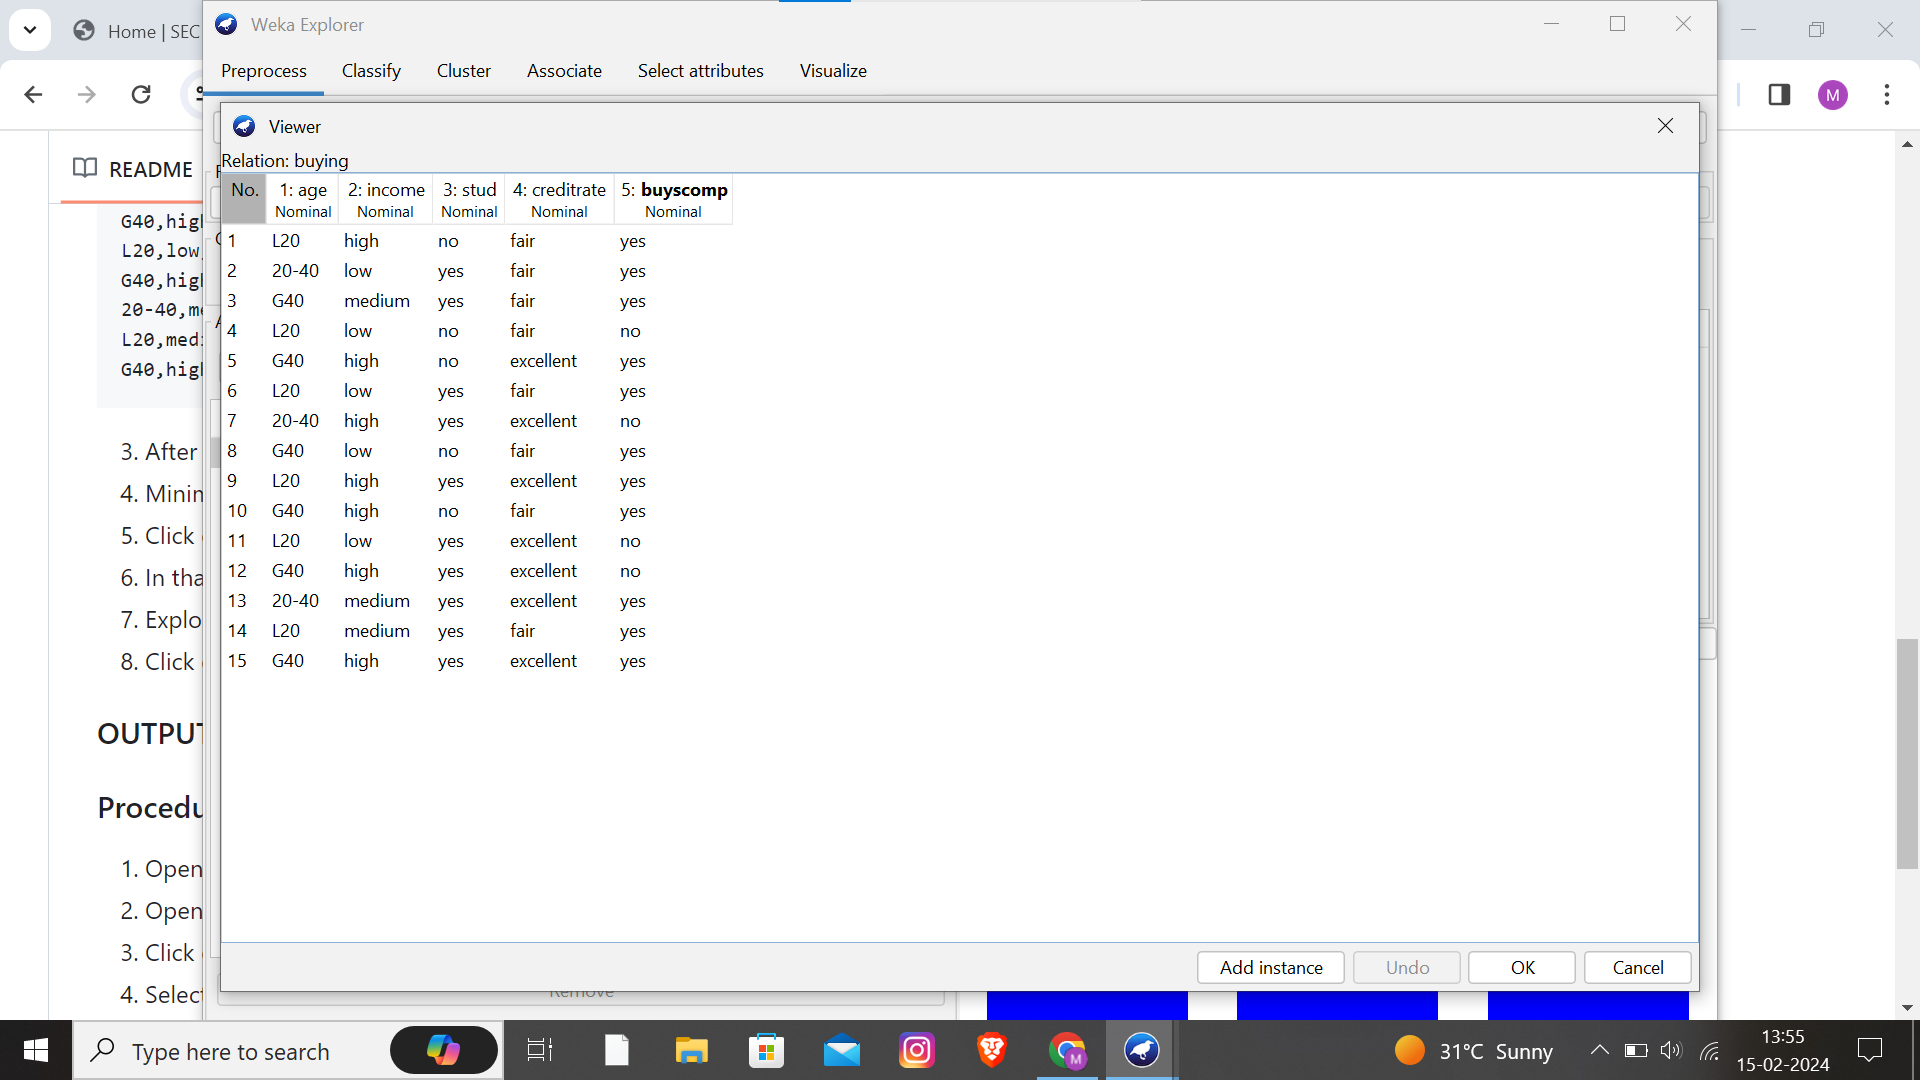 Home | SEC
Weka Explorer
Preprocess Classify Cluster Associate Select attributes Visualize
M
Viewer
README
Relation: buying
No. 1: age 2: income 3: stud 4: creditrate 5: buyscomp
Nominal Nominal Nominal Nominal Nominal
1 L20 high no fair yes
2 20-40 low yes fair yes
3 G40 medium yes fair yes
4 L20 low no fair no
5 G40 high no excellent yes
6 L20 low yes fair yes
7 20-40 high yes excellent no
8 G40 low no fair yes
9 L20 high yes excellent yes
10 G40 high no fair yes
11 L20 low yes excellent no
12 G40 high yes excellent no
13 20-40 medium yes excellent yes
14 L20 medium yes fair yes
15 G40 high yes excellent yes
G40,hig
L20,low,
G40,hig
20-40,me
L20,medi
G40,hig
3. After
4. Minim
5. Click
6. In tha
7. Explo
8. Click
OUTPUT
Procedu
1. Open
2. Open
3. Click
4. Select
Add instance Undo OK Cancel
Remove
Type here to search
M
31°C Sunny
13:55
15-02-2024